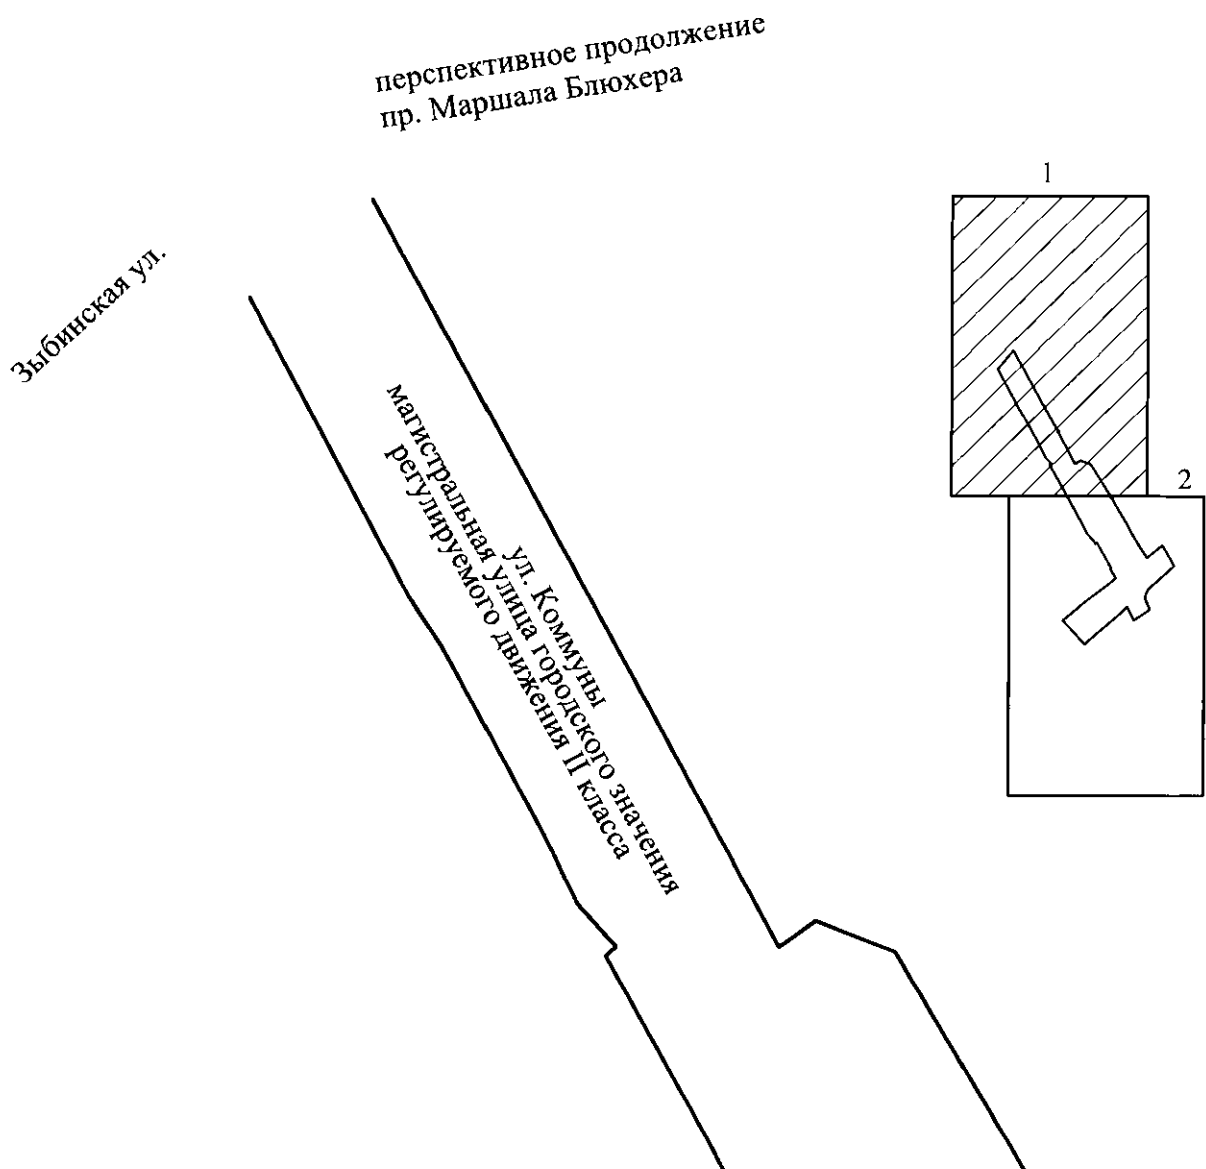 перспективное продолжение
пр. Маршала Блюхера
1
Зыбинская ул.
ул. Коммуны
магистральная улица городского значения
регулируемого движения II класса
2